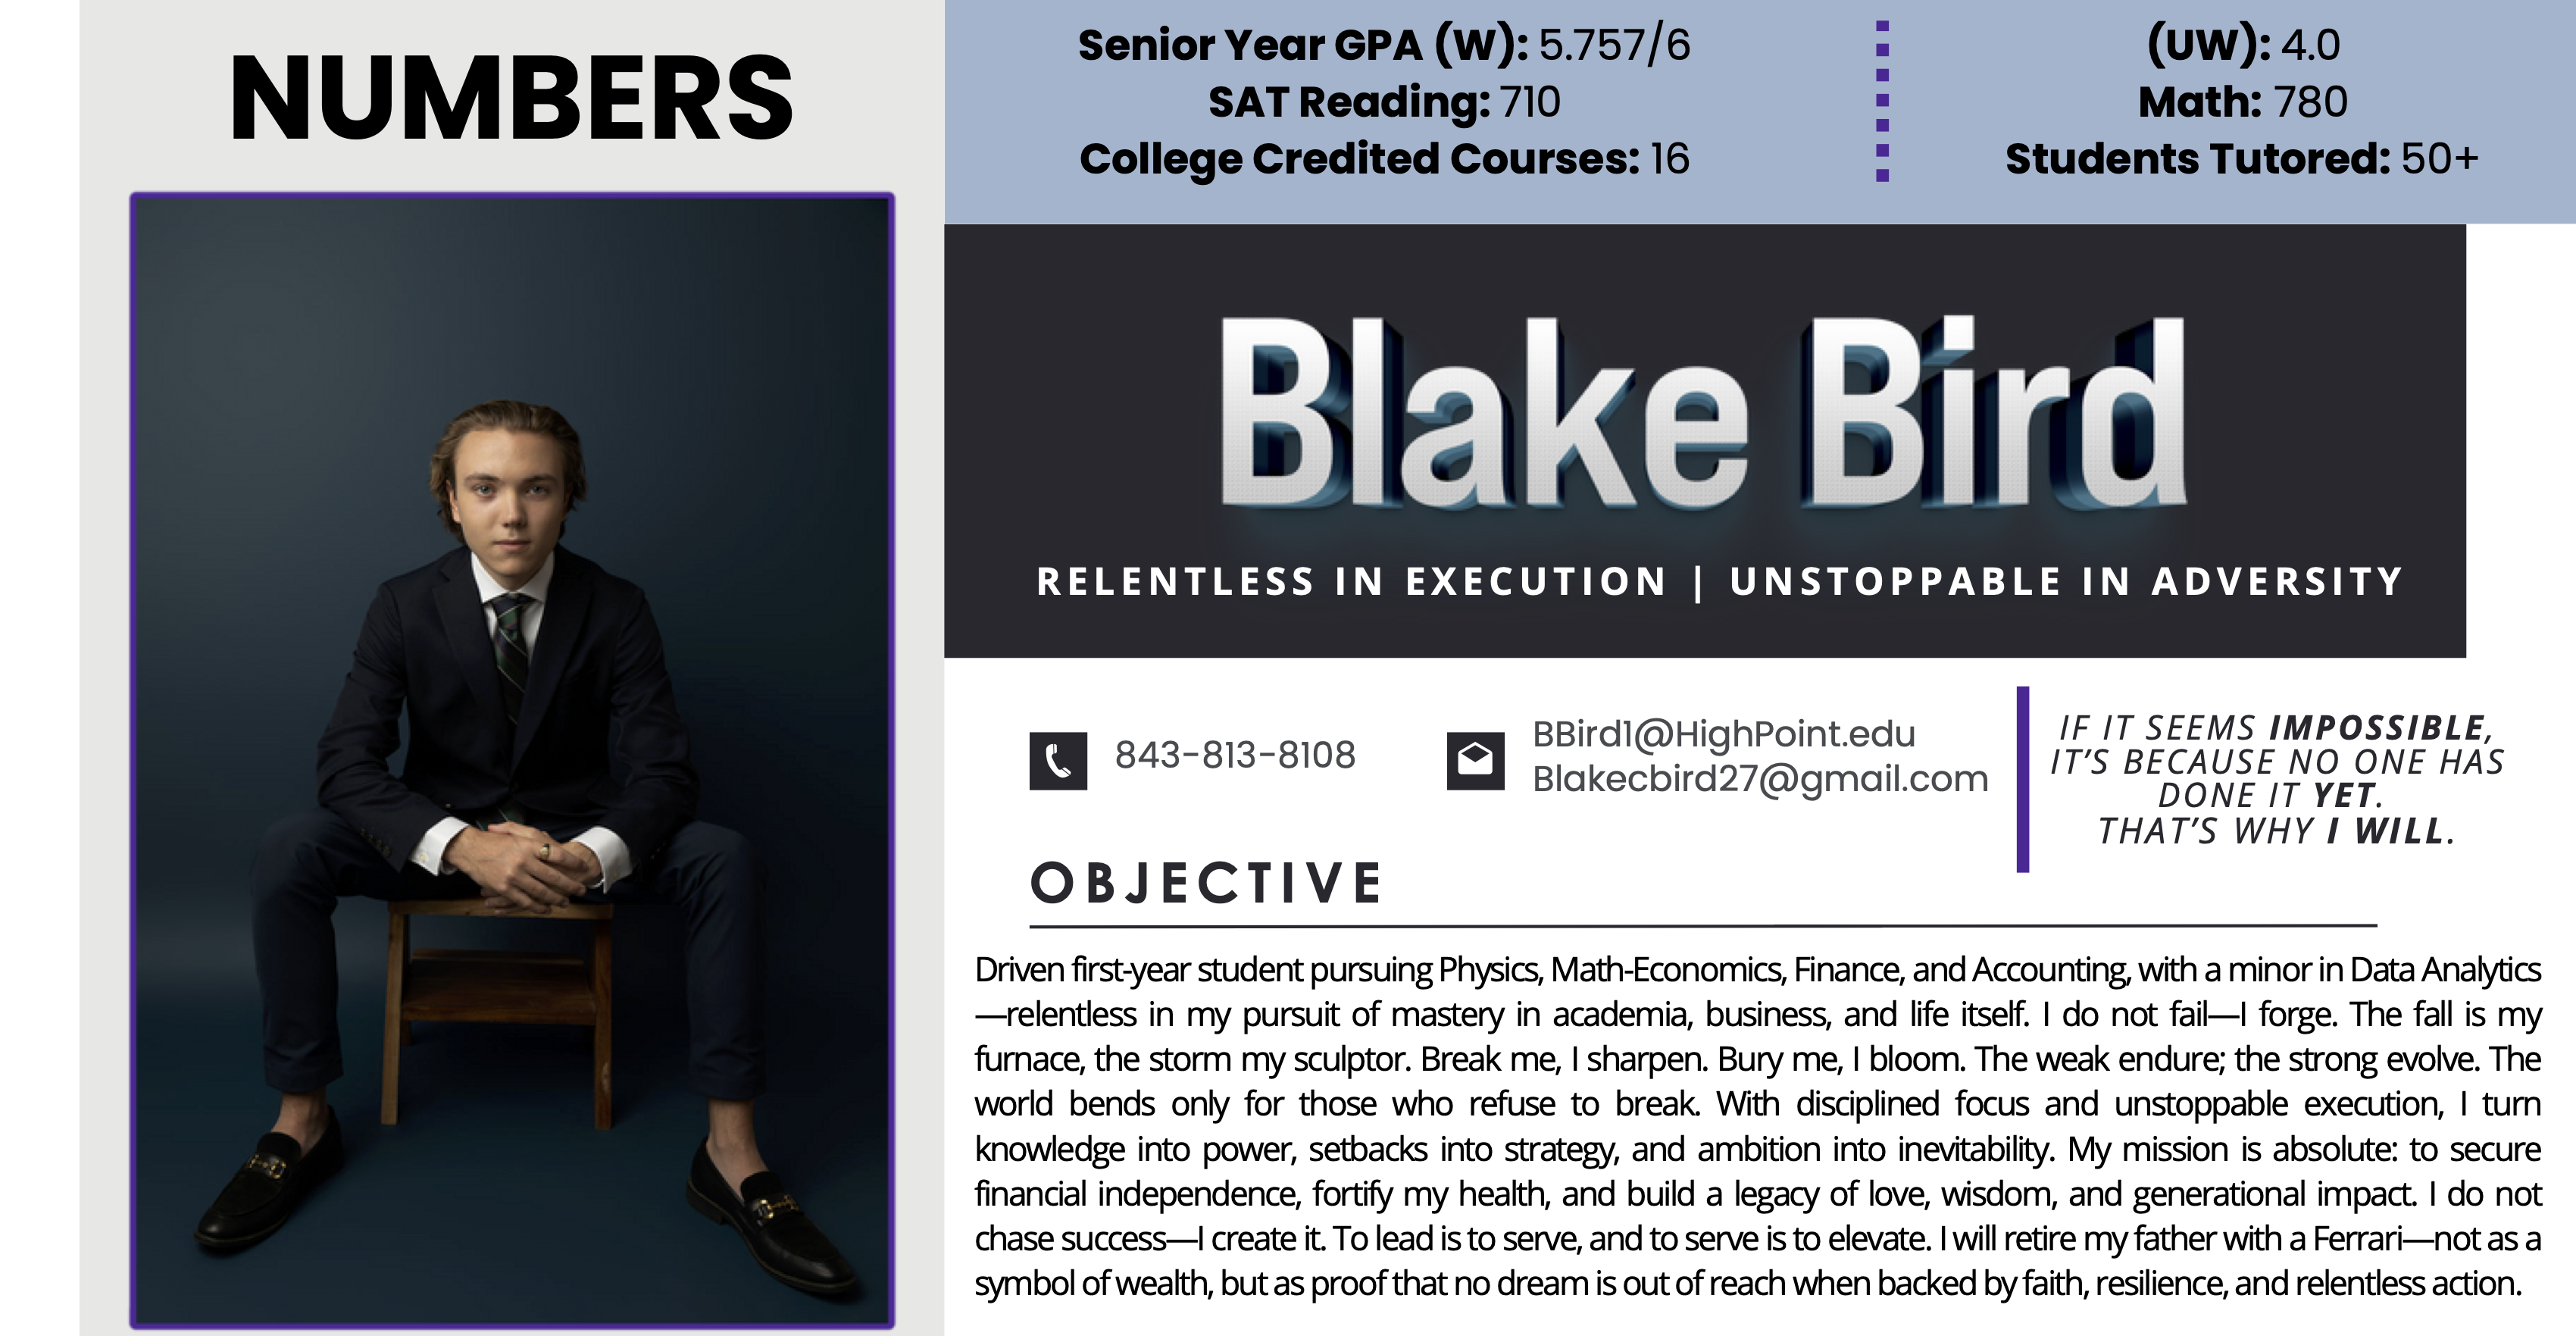 NUMBERS
Senior Year GPA (W): 5.757/6
SAT Reading: 710
College Credited Courses: 16
(UW): 4.0
Math: 780
Students Tutored: 50+
Blake Bird
RELENTLESS IN EXECUTION | UNSTOPPABLE IN ADVERSITY
843-813-8108
BBird1@HighPoint.edu
Blakecbird27@gmail.com
IF IT SEEMS IMPOSSIBLE,
IT'S BECAUSE NO ONE HAS
DONE IT YET.
THAT'S WHY I WILL.
OBJECTIVE
Driven first-year student pursuing Physics, Math-Economics, Finance, and Accounting, with a minor in Data Analytics
—relentless in my pursuit of mastery in academia, business, and life itself. I do not fail—I forge. The fall is my
furnace, the storm my sculptor. Break me, I sharpen. Bury me, I bloom. The weak endure; the strong evolve. The
world bends only for those who refuse to break. With disciplined focus and unstoppable execution, I turn
knowledge into power, setbacks into strategy, and ambition into inevitability. My mission is absolute: to secure
financial independence, fortify my health, and build a legacy of love, wisdom, and generational impact. I do not
chase success—I create it. To lead is to serve, and to serve is to elevate. I will retire my father with a Ferrari—not as a
symbol of wealth, but as proof that no dream is out of reach when backed by faith, resilience, and relentless action.